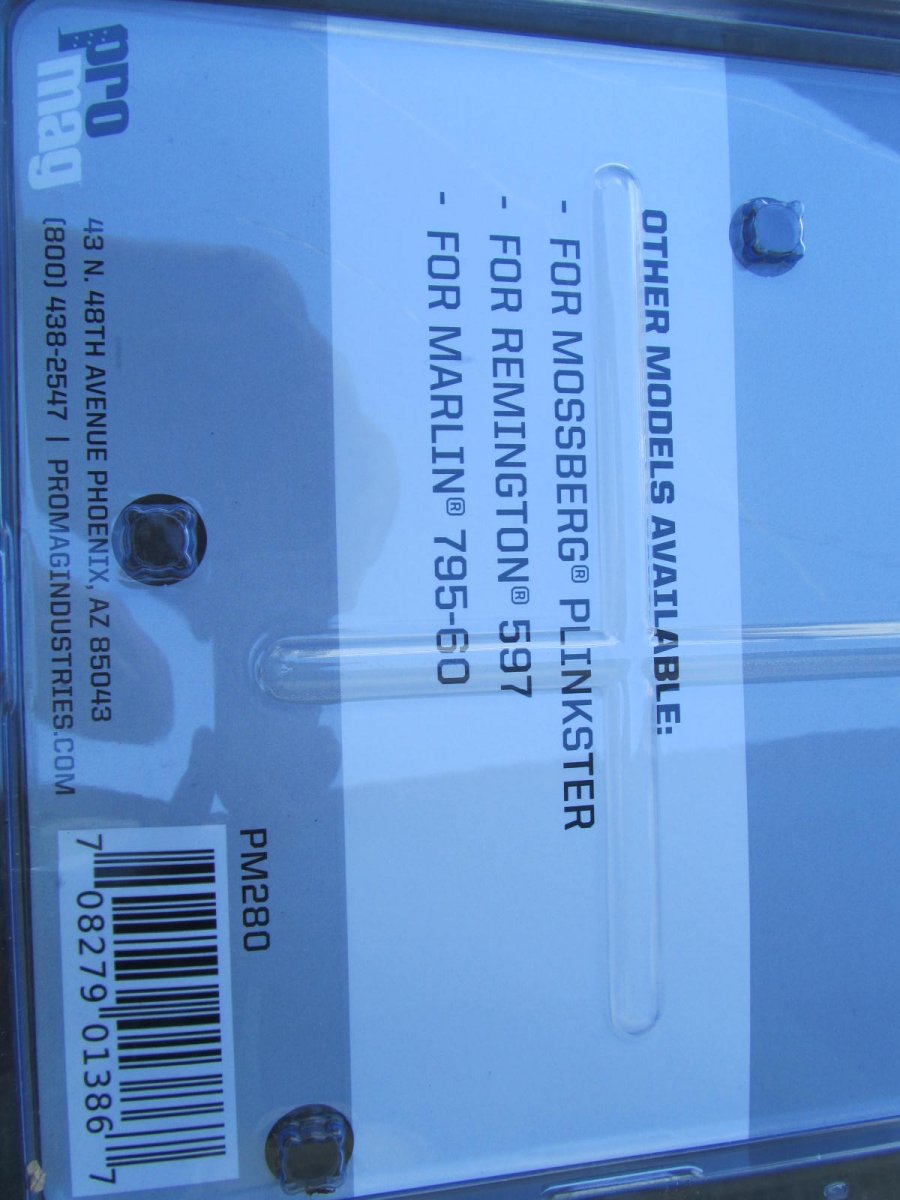 OTHER MODELS AVAILABLE:
- FOR MOSSBERG® PLINKSTER
- FOR REMINGTON® 597
- FOR MARLIN® 795-60
PM280
pro
mag
43 N. 48TH AVENUE PHOENIX, AZ 85043
(800) 438-2547 | PROMAGINDUSTRIES.COM
7 08279 01386 7